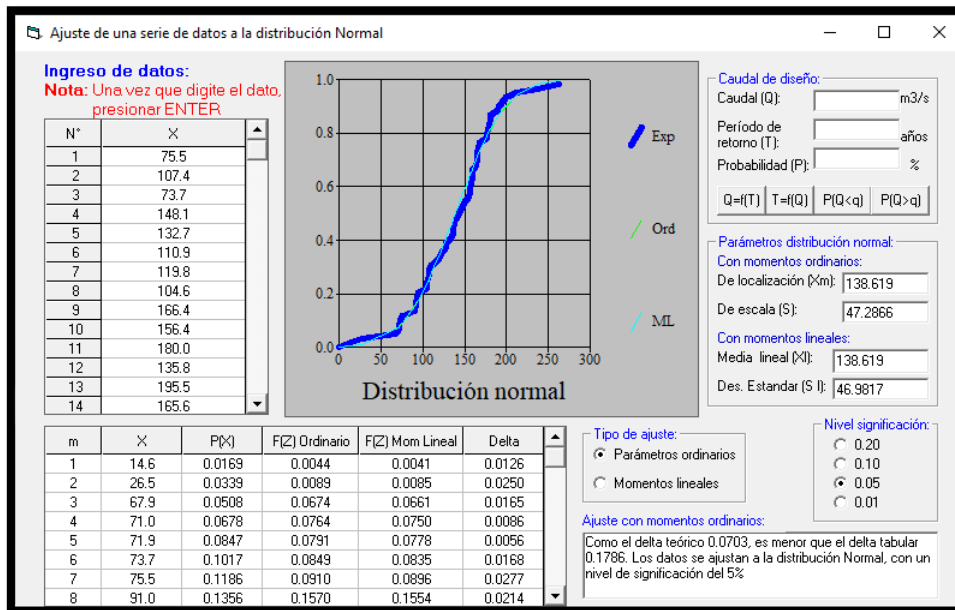 Ajuste de una serie de datos a la distribución Normal
Ingreso de datos:
Nota: Una vez que digite el dato,
presionar ENTER
N° X
1 75.5
2 107.4
3 73.7
4 148.1
5 132.7
6 110.9
7 119.8
8 104.6
9 166.4
10 156.4
11 180.0
12 135.8
13 195.5
14 165.6
1.0
0.8
0.6
0.4
0.2
0.0
0 50 100 150 200 250 300
Distribución normal
Exp
Ord
ML
Caudal de diseño:
Caudal (Q): m3/s
Período de
retorno (T): años
Probabilidad (P): %
Q=f(T) T=f(Q) P(Q<q) P(Q>q)
Parámetros distribución normal:
Con momentos ordinarios:
De localización (Xm): 138.619
De escala (S): 47.2866
Con momentos lineales:
Media lineal (Xl): 138.619
Des. Estandar (S l): 46.9817
m X P(X) F(Z) Ordinario F(Z) Mom Lineal Delta
1 14.6 0.0169 0.0044 0.0041 0.0126
2 26.5 0.0339 0.0089 0.0085 0.0250
3 67.9 0.0508 0.0674 0.0661 0.0165
4 71.0 0.0678 0.0764 0.0750 0.0086
5 71.9 0.0847 0.0791 0.0778 0.0056
6 73.7 0.1017 0.0849 0.0835 0.0168
7 75.5 0.1186 0.0910 0.0896 0.0277
8 91.0 0.1356 0.1570 0.1554 0.0214
Tipo de ajuste:
Parámetros ordinarios
Momentos lineales
Nivel significación:
0.20
0.10
0.05
0.01
Ajuste con momentos ordinarios:
Como el delta teórico 0.0703, es menor que el delta tabular
0.1786. Los datos se ajustan a la distribución Normal, con un
nivel de significación del 5%